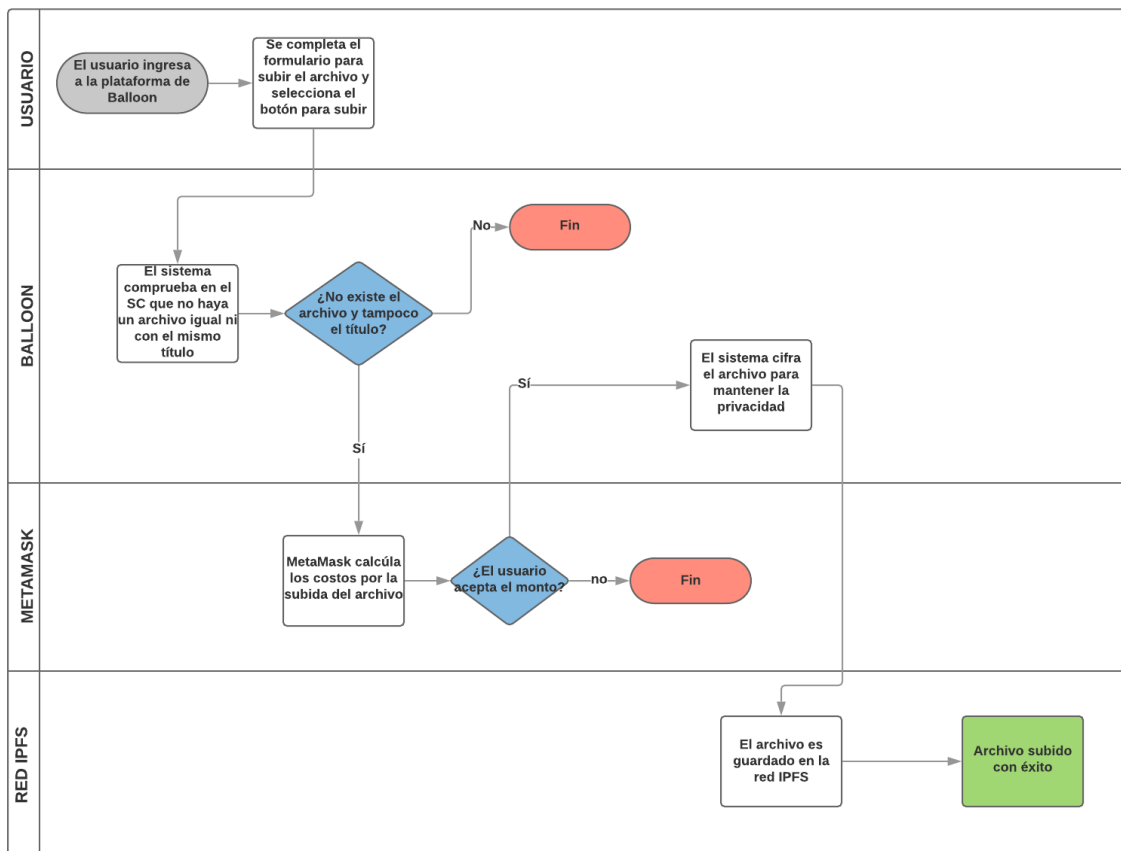 USUARIO
El usuario ingresa
a la plataforma de
Balloon
Se completa el
formulario para
subir el archivo y
selecciona el
botón para subir
BALLOON
El sistema
comprueba en el
SC que no haya
un archivo igual ni
con el mismo
título
¿No existe el
archivo y tampoco
el título?
No
Fin
Sí
Sí
El sistema cifra
el archivo para
mantener la
privacidad
METAMASK
MetaMask calcúla
los costos por la
subida del archivo
¿El usuario
acepta el monto?
no
Fin
RED IPFS
El archivo es
guardado en la
red IPFS
Archivo subido
con éxito